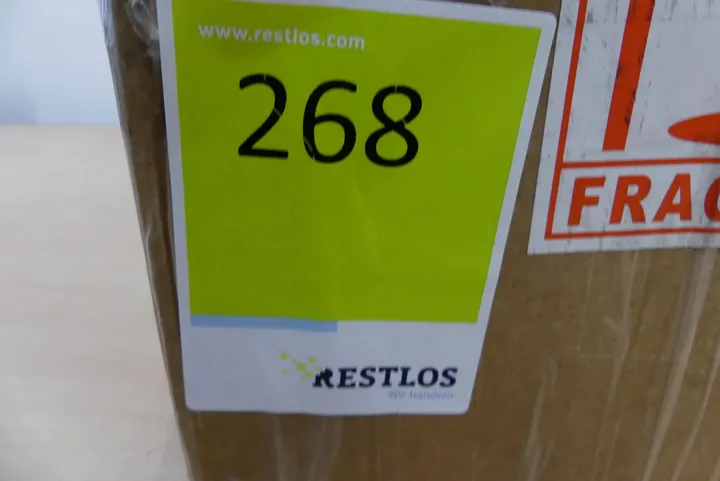 www.restlos.com
268
FRAG
RESTLOS
Wir handeln